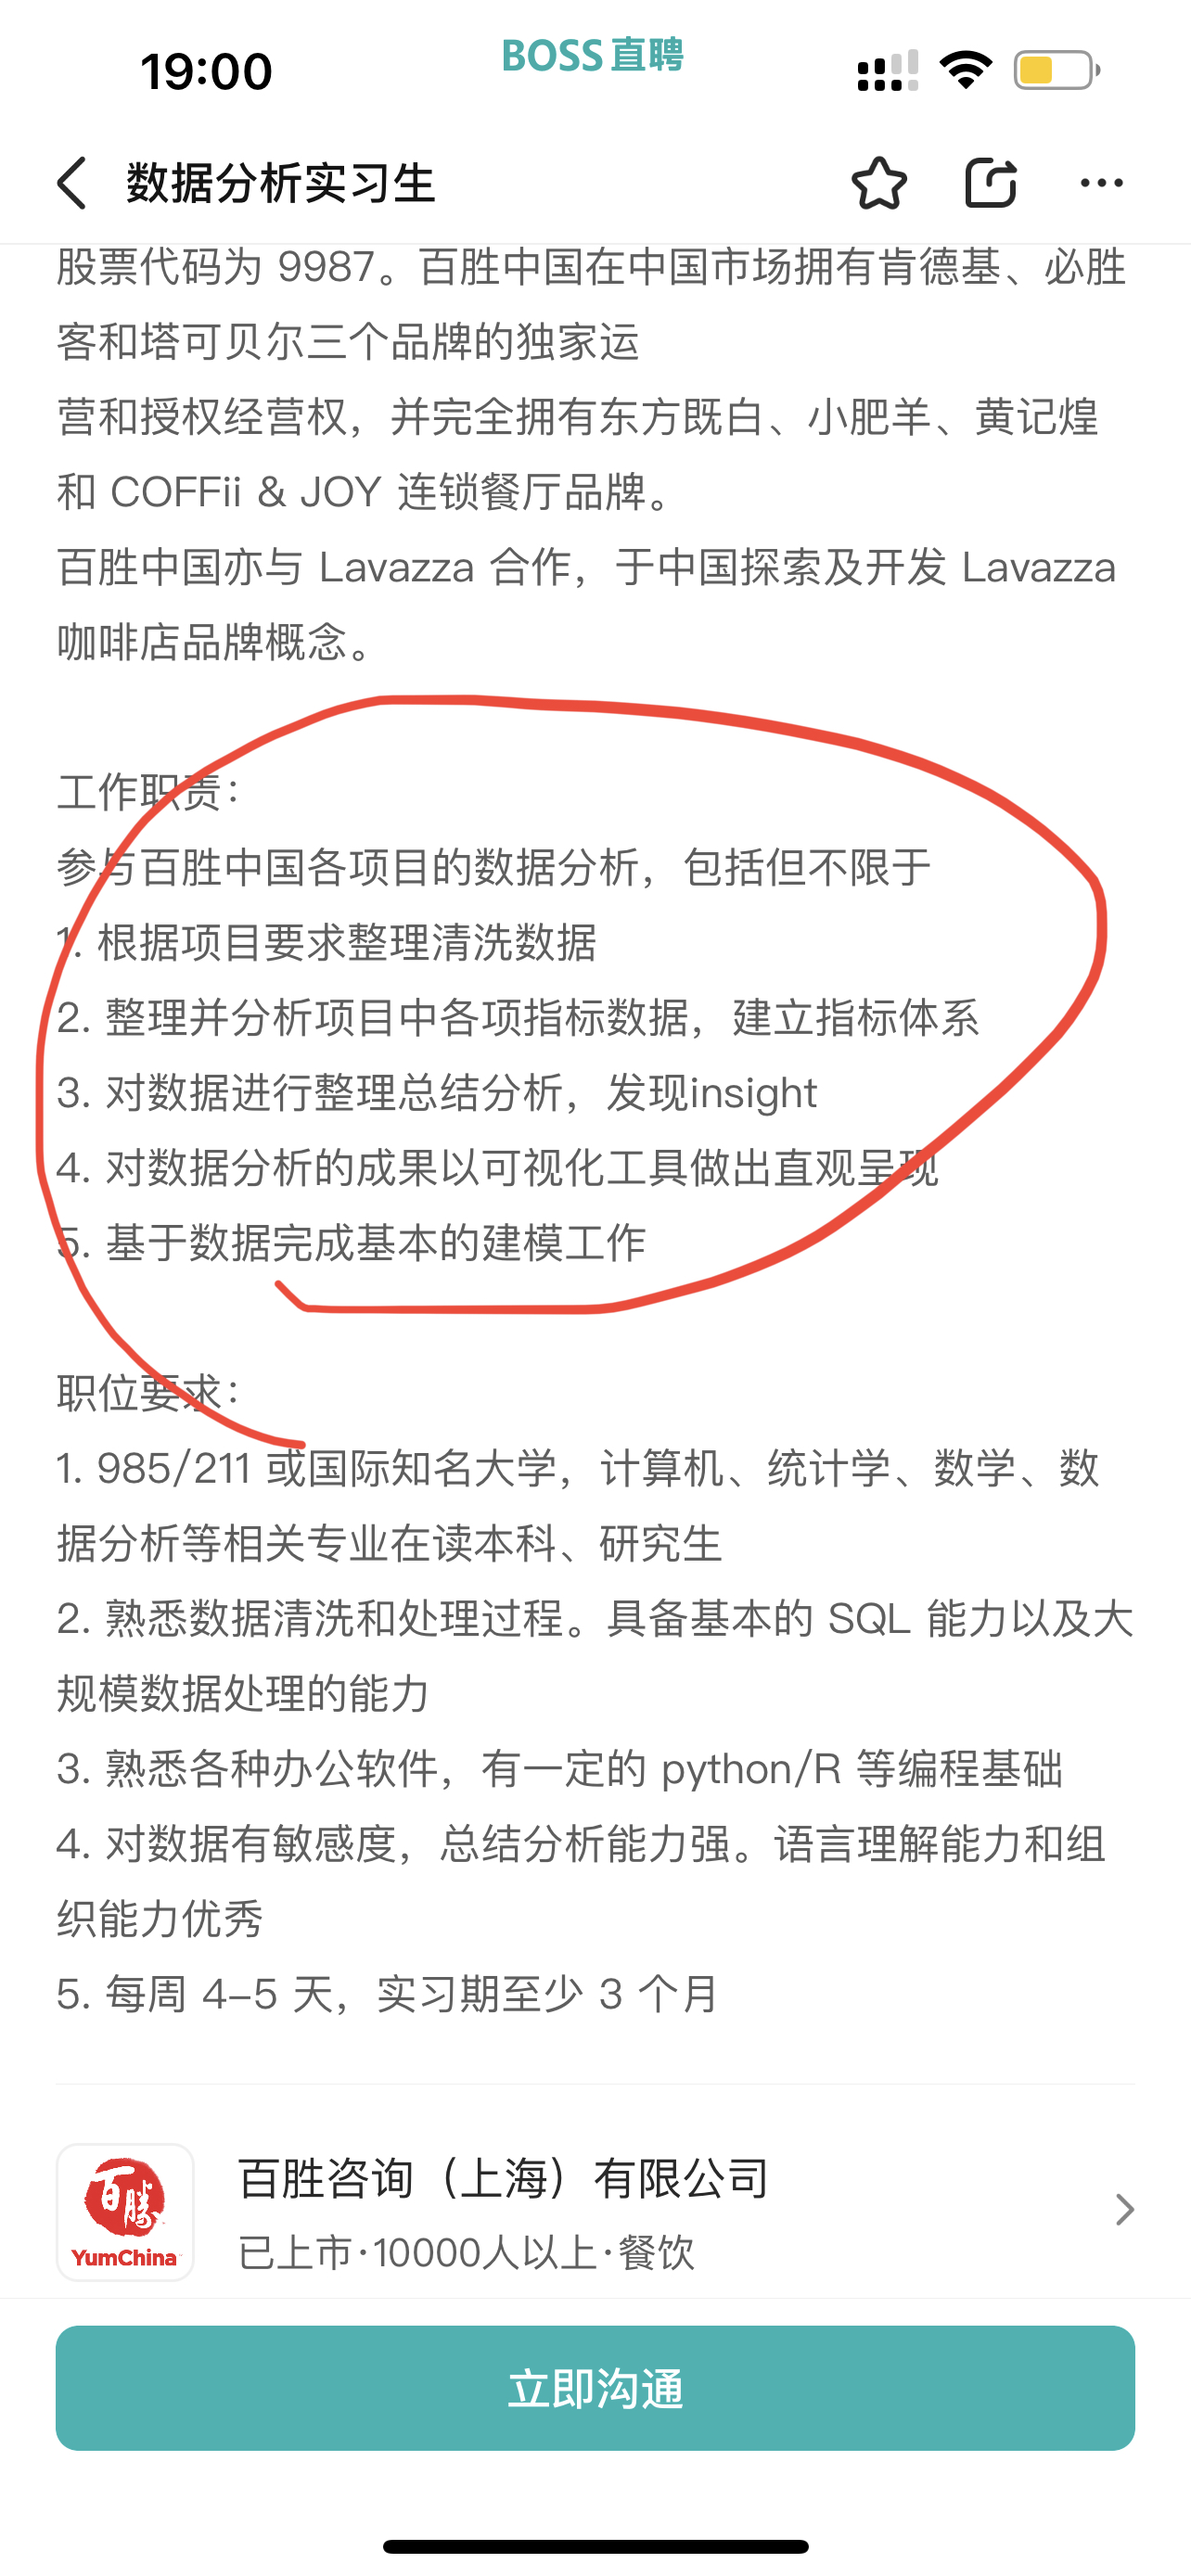 19:00
BOSS 直聘
数据分析实习生
股票代码为 9987。百胜中国在中国市场拥有肯德基、必胜
客和塔可贝尔三个品牌的独家运
营和授权经营权，并完全拥有东方既白、小肥羊、黄记煌
和 COFFii & JOY 连锁餐厅品牌。
百胜中国亦与 Lavazza 合作，于中国探索及开发 Lavazza
咖啡店品牌概念。
工作职责：
参与百胜中国各项目的数据分析，包括但不限于
1. 根据项目要求整理清洗数据
2. 整理并分析项目中各项指标数据，建立指标体系
3. 对数据进行整理总结分析，发现insight
4. 对数据分析的成果以可视化工具做出直观呈现
5. 基于数据完成基本的建模工作
职位要求：
1. 985/211 或国际知名大学，计算机、统计学、数学、数
据分析等相关专业在读本科、研究生
2. 熟悉数据清洗和处理过程。具备基本的 SQL 能力以及大
规模数据处理的能力
3. 熟悉各种办公软件，有一定的 python/R 等编程基础
4. 对数据有敏感度，总结分析能力强。语言理解能力和组
织能力优秀
5. 每周 4-5 天，实习期至少 3 个月
百胜
YumChina
百胜咨询（上海）有限公司
已上市·10000人以上·餐饮
立即沟通